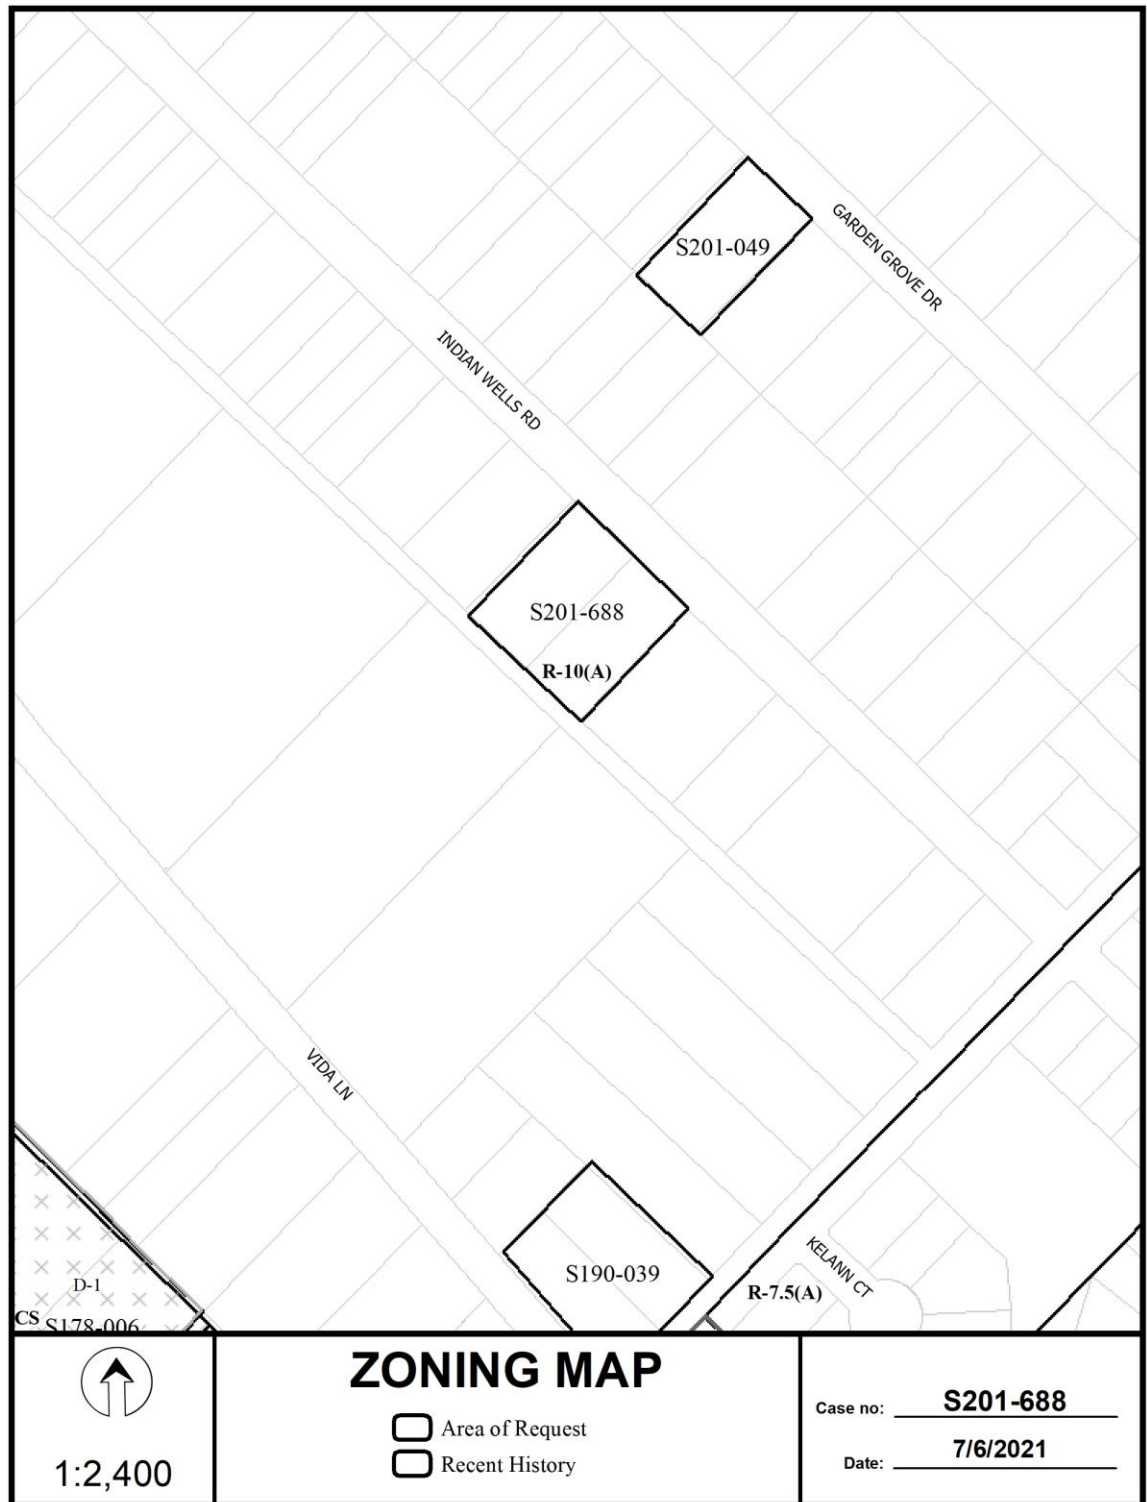 S201-049
GARDEN GROVE DR
INDIAN WELLS RD
S201-688
R-10(A)
VIDA LN
KELANN CT
S190-039
D-1
R-7.5(A)
CS
S178-006
ZONING MAP
Area of Request
Recent History
1:2,400
Case no: S201-688
Date: 7/6/2021